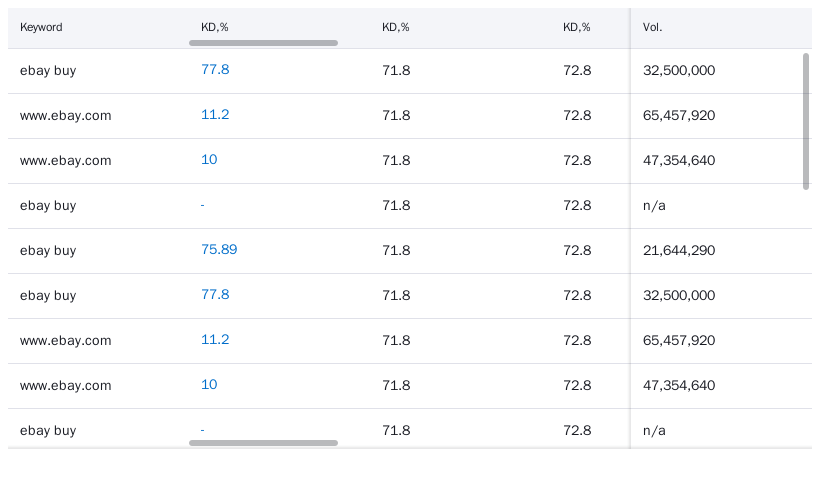 Keyword KD,% KD,% KD,% Vol.
ebay buy 77.8 71.8 72.8 32,500,000
www.ebay.com 11.2 71.8 72.8 65,457,920
www.ebay.com 10 71.8 72.8 47,354,640
ebay buy - 71.8 72.8 n/a
ebay buy 75.89 71.8 72.8 21,644,290
ebay buy 77.8 71.8 72.8 32,500,000
www.ebay.com 11.2 71.8 72.8 65,457,920
www.ebay.com 10 71.8 72.8 47,354,640
ebay buy - 71.8 72.8 n/a